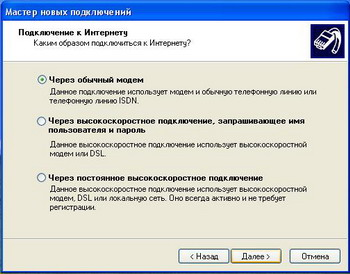 Мастер новых подключений
Подключение к Интернету
Каким образом подключиться к Интернету?
Через обычный модем
Данное подключение использует модем и обычную телефонную линию или
телефонную линию ISDN.
Через высокоскоростное подключение, запрашивающее имя
пользователя и пароль
Данное высокоскоростное подключение использует высокоскоростной
модем или DSL.
Через постоянное высокоскоростное подключение
Данное высокоскоростное подключение использует высокоскоростной
модем, DSL или локальную сеть. Оно всегда активно и не требует
регистрации.
< Назад Далее > Отмена